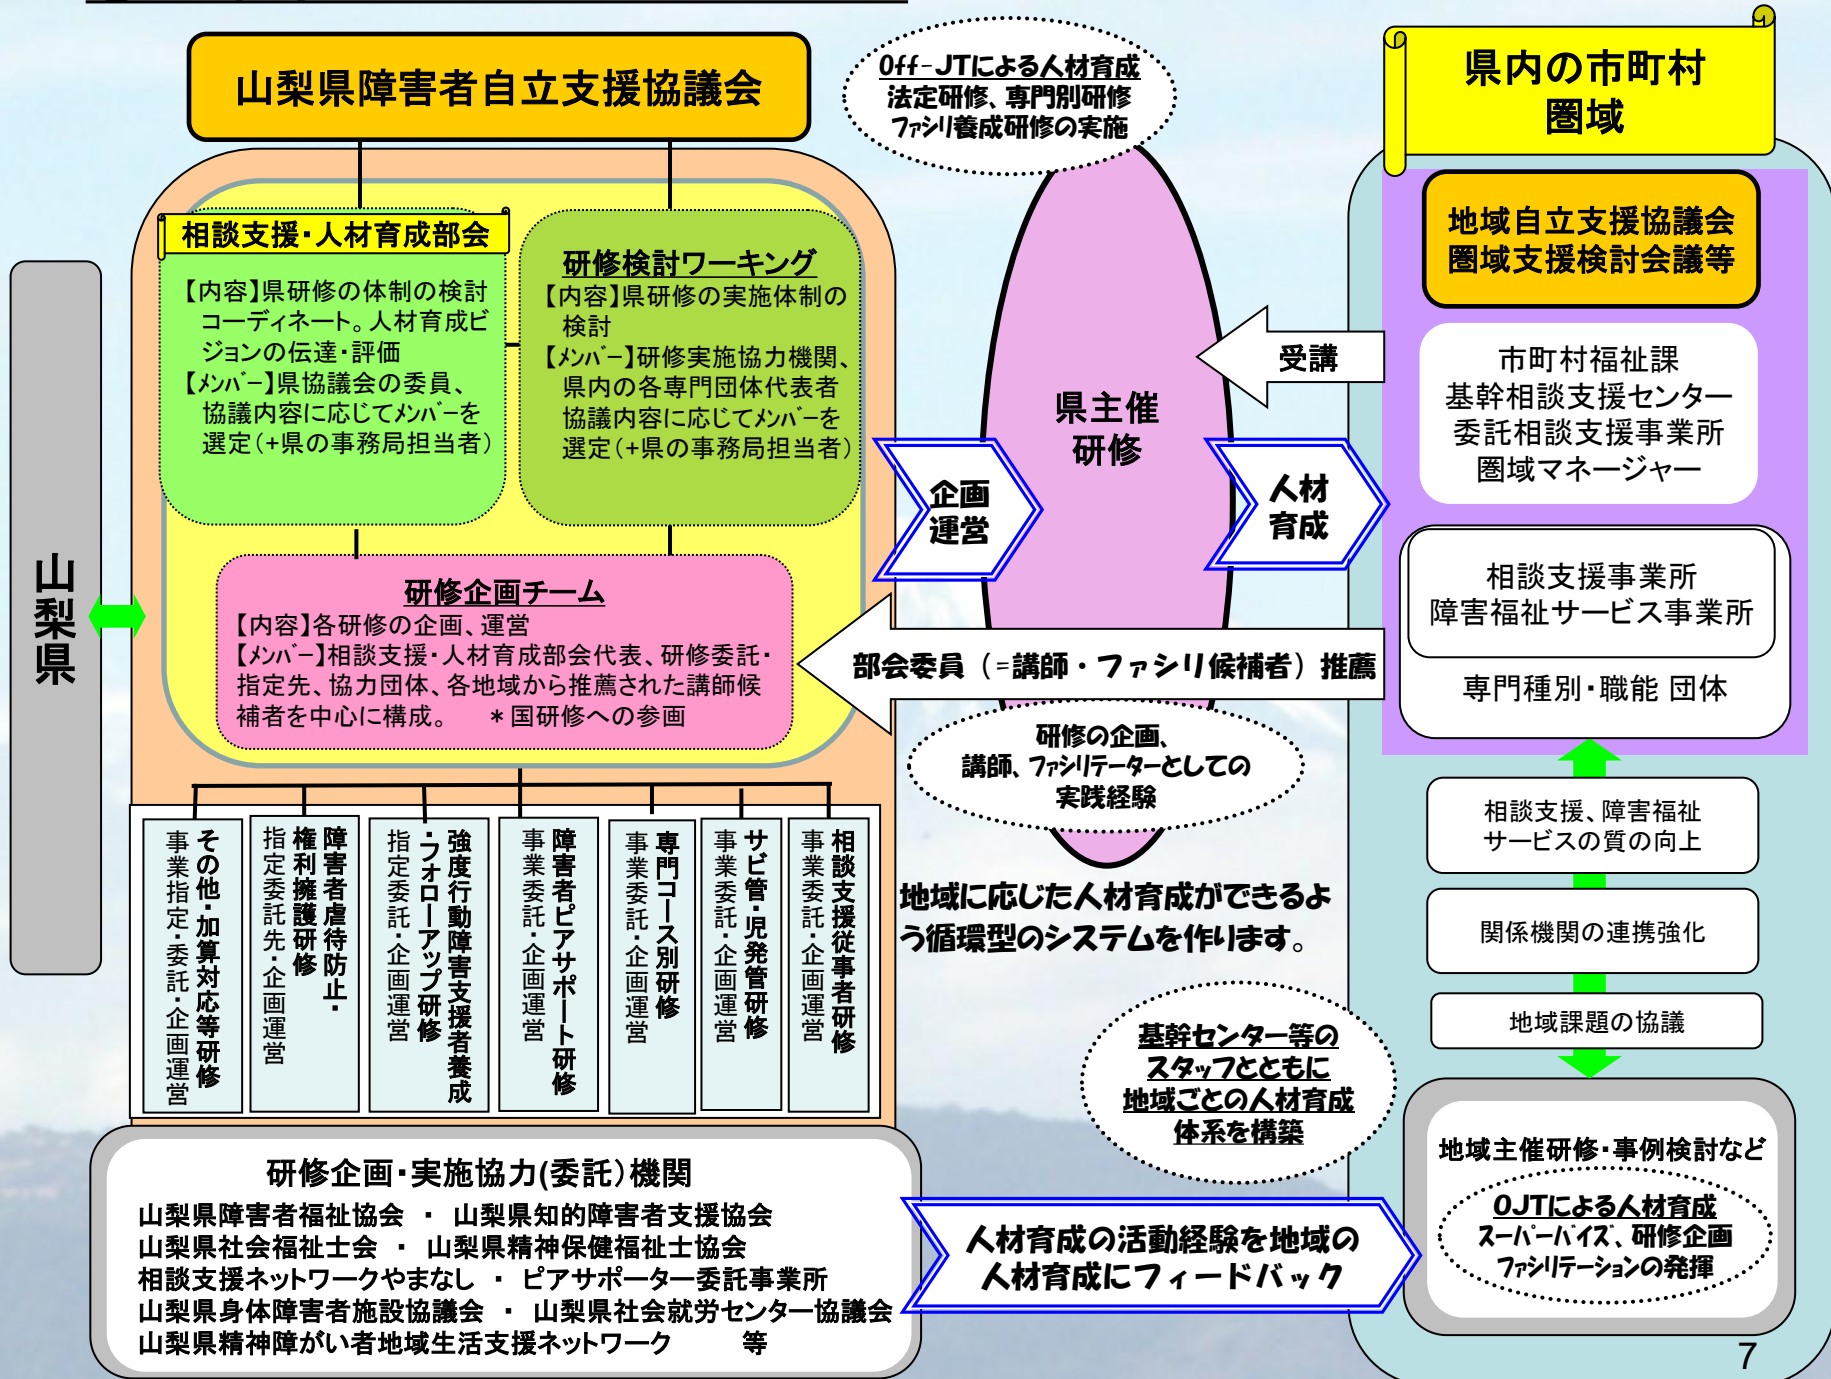 山梨県障害者自立支援協議会
Off-JTによる人材育成
法定研修、専門別研修
ファシリ養成研修の実施
県内の市町村
圏域
相談支援・人材育成部会
【内容】県研修の体制の検討
コーディネート。人材育成ビ
ジョンの伝達・評価
【メンバー】県協議会の委員、
協議内容に応じてメンバーを
選定(+県の事務局担当者)
研修検討ワーキング
【内容】県研修の実施体制の
検討
【メンバー】研修実施協力機関、
県内の各専門団体代表者
協議内容に応じてメンバーを
選定(+県の事務局担当者)
地域自立支援協議会
圏域支援検討会議等
市町村福祉課
基幹相談支援センター
委託相談支援事業所
圏域マネージャー
受講
県主催
研修
企画
運営
人材
育成
山梨県
研修企画チーム
【内容】各研修の企画、運営
【メンバー】相談支援・人材育成部会代表、研修委託・
指定先、協力団体、各地域から推薦された講師候
補者を中心に構成。 *国研修への参画
相談支援事業所
障害福祉サービス事業所
専門種別・職能 団体
部会委員(=講師・ファシリ候補者)推薦
研修の企画、
講師、ファシリテーターとしての
実践経験
相談支援、障害福祉
サービスの質の向上
関係機関の連携強化
地域課題の協議
その他・加算対応等研修
事業指定・委託・企画運営
障害者虐待防止・
権利擁護研修
指定委託先・企画運営
強度行動障害支援者養成
・フォローアップ研修
指定委託・企画運営
障害者ピアサポート研修
事業委託・企画運営
専門コース別研修
事業委託・企画運営
サビ管・児発管研修
事業委託・企画運営
相談支援従事者研修
事業委託・企画運営
地域に応じた人材育成ができるよ
う循環型のシステムを作ります。
基幹センター等の
スタッフとともに
地域ごとの人材育成
体系を構築
研修企画・実施協力(委託)機関
山梨県障害者福祉協会 ・ 山梨県知的障害者支援協会
山梨県社会福祉士会 ・ 山梨県精神保健福祉士協会
相談支援ネットワークやまなし ・ ピアサポーター委託事業所
山梨県身体障害者施設協議会 ・ 山梨県社会就労センター協議会
山梨県精神障がい者地域生活支援ネットワーク 等
人材育成の活動経験を地域の
人材育成にフィードバック
地域主催研修・事例検討など
OJTによる人材育成
スーパーバイズ、研修企画
ファシリテーションの発揮
7